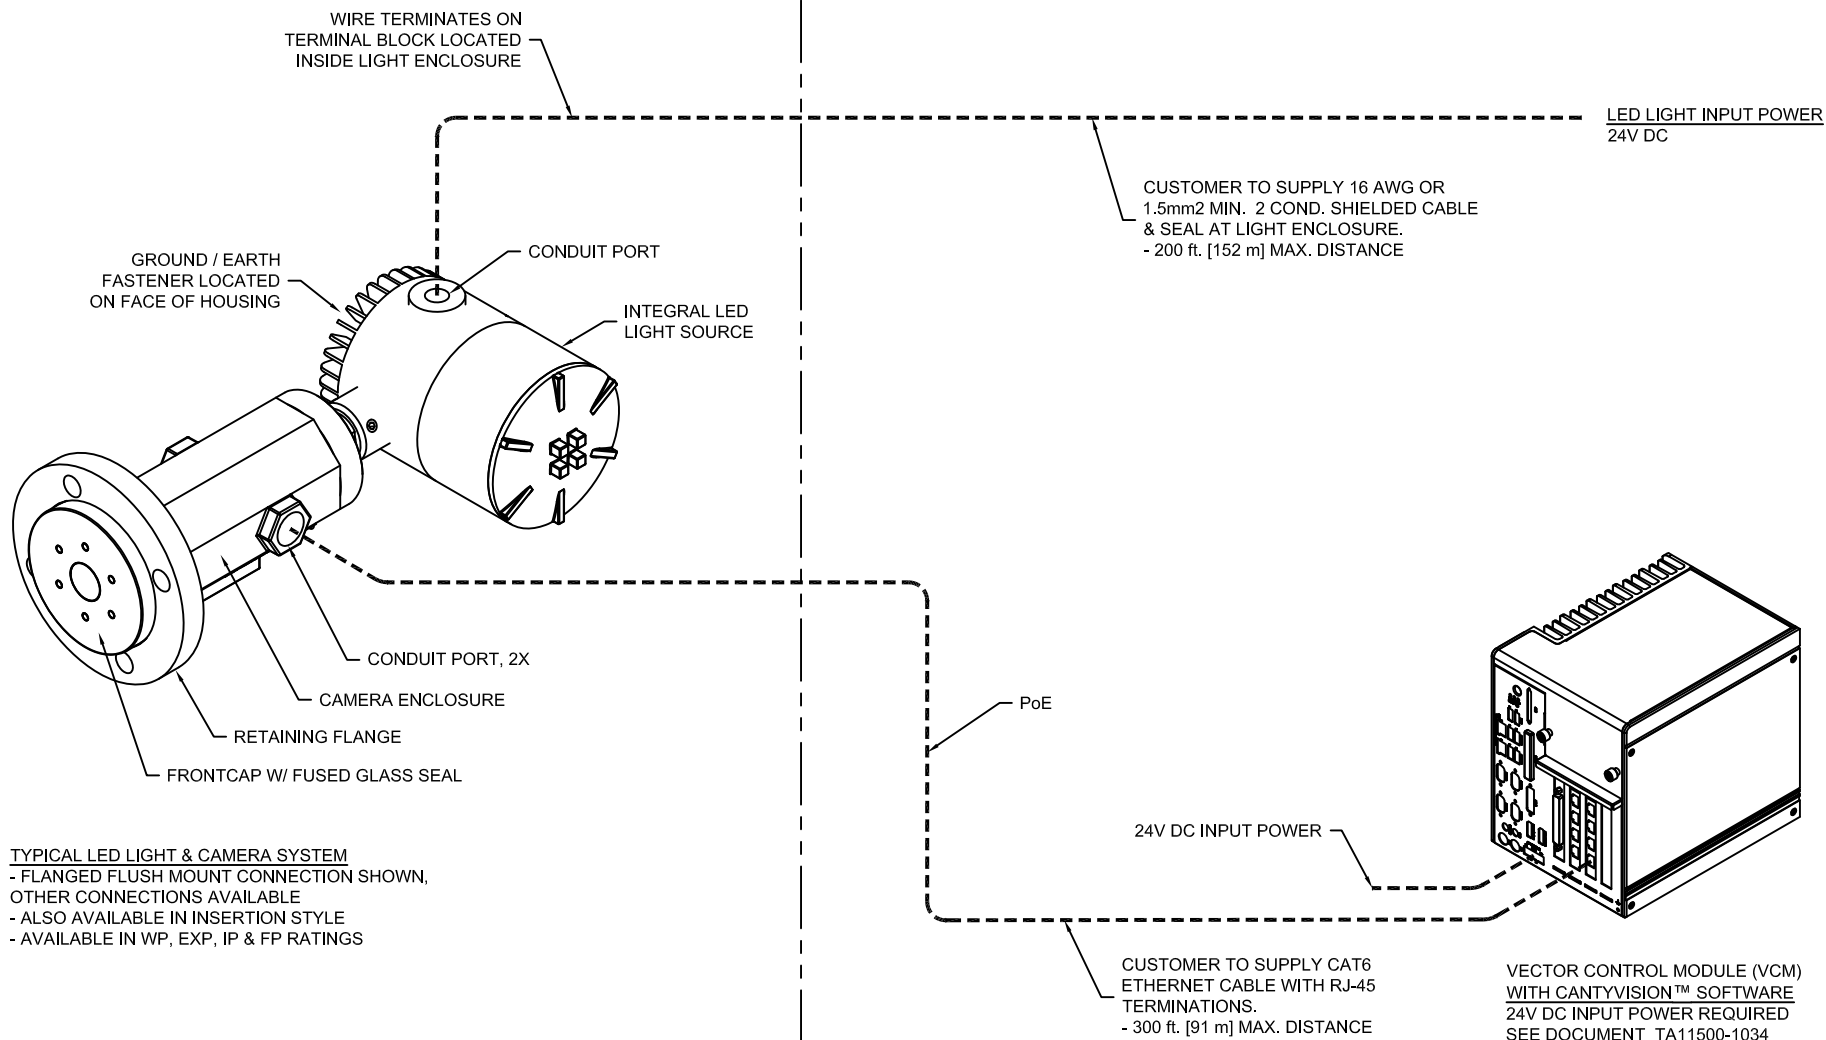 WIRE TERMINATES ON
TERMINAL BLOCK LOCATED
INSIDE LIGHT ENCLOSURE
LED LIGHT INPUT POWER
24V DC
CUSTOMER TO SUPPLY 16 AWG OR
1.5mm2 MIN. 2 COND. SHIELDED CABLE
& SEAL AT LIGHT ENCLOSURE.
- 200 ft. [152 m] MAX. DISTANCE
GROUND / EARTH
FASTENER LOCATED
ON FACE OF HOUSING
CONDUIT PORT
INTEGRAL LED
LIGHT SOURCE
CONDUIT PORT, 2X
CAMERA ENCLOSURE
RETAINING FLANGE
FRONTCAP W/ FUSED GLASS SEAL
PoE
24V DC INPUT POWER
TYPICAL LED LIGHT & CAMERA SYSTEM
- FLANGED FLUSH MOUNT CONNECTION SHOWN,
OTHER CONNECTIONS AVAILABLE
- ALSO AVAILABLE IN INSERTION STYLE
- AVAILABLE IN WP, EXP, IP & FP RATINGS
CUSTOMER TO SUPPLY CAT6
ETHERNET CABLE WITH RJ-45
TERMINATIONS.
- 300 ft. [91 m] MAX. DISTANCE
VECTOR CONTROL MODULE (VCM)
WITH CANTYVISION™ SOFTWARE
24V DC INPUT POWER REQUIRED
SEE DOCUMENT TA11500-1034